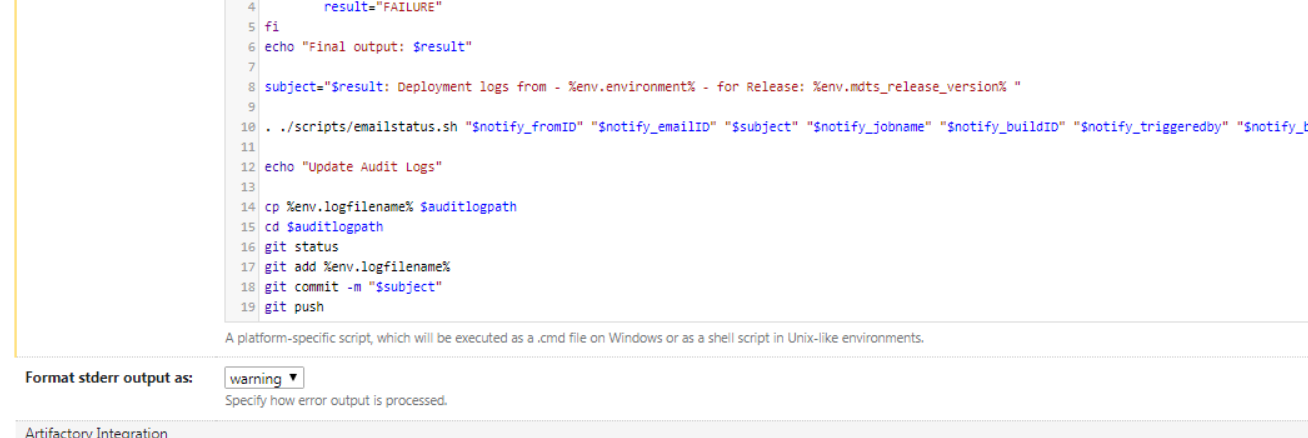 4 result="FAILURE"
5 fi
6 echo "Final output: $result"
7
8 subject="$result: Deployment logs from - %env.environment% - for Release: %env.mdts_release_version% "
9
10 . ./scripts/emailstatus.sh "$notify_fromID" "$notify_emailID" "$subject" "$notify_jobname" "$notify_buildID" "$notify_triggeredby" "$notify_b
11
12 echo "Update Audit Logs"
13
14 cp %env.logfilename% $auditlogpath
15 cd $auditlogpath
16 git status
17 git add %env.logfilename%
18 git commit -m "$subject"
19 git push
A platform-specific script, which will be executed as a .cmd file on Windows or as a shell script in Unix-like environments.
Format stderr output as: warning
Specify how error output is processed.
Artifactory Integration